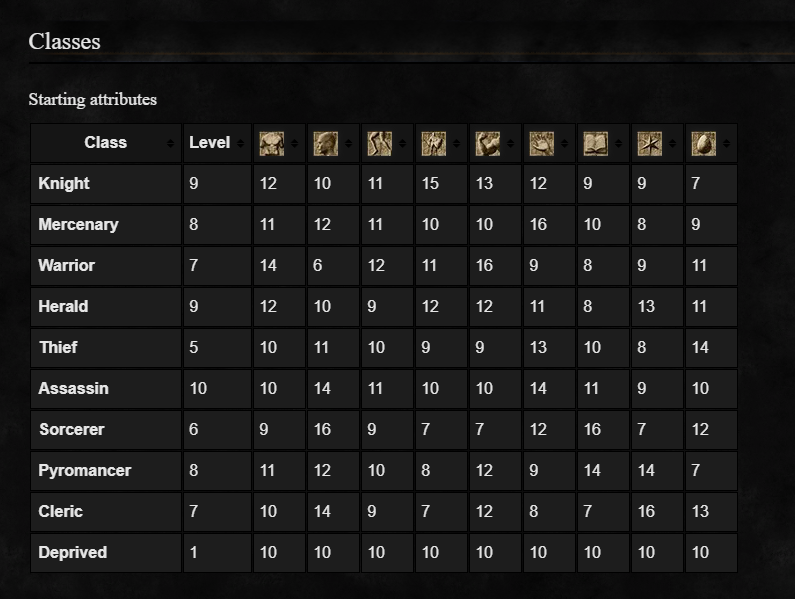 Classes
Starting attributes
Class Level
Knight 9 12 10 11 15 13 12 9 9 7
Mercenary 8 11 12 11 10 10 16 10 8 9
Warrior 7 14 6 12 11 16 9 8 9 11
Herald 9 12 10 9 12 12 11 8 13 11
Thief 5 10 11 10 9 9 13 10 8 14
Assassin 10 10 14 11 10 10 14 11 9 10
Sorcerer 6 9 16 9 7 7 12 16 7 12
Pyromancer 8 11 12 10 8 12 9 14 14 7
Cleric 7 10 14 9 7 12 8 7 16 13
Deprived 1 10 10 10 10 10 10 10 10 10